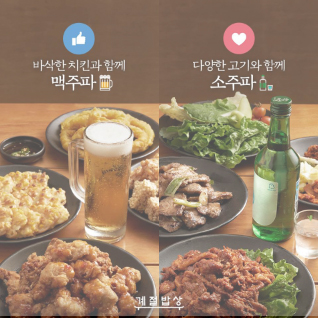 바삭한 치킨과 함께
맥주파
다양한 고기와 함께
소주파
계절밥상